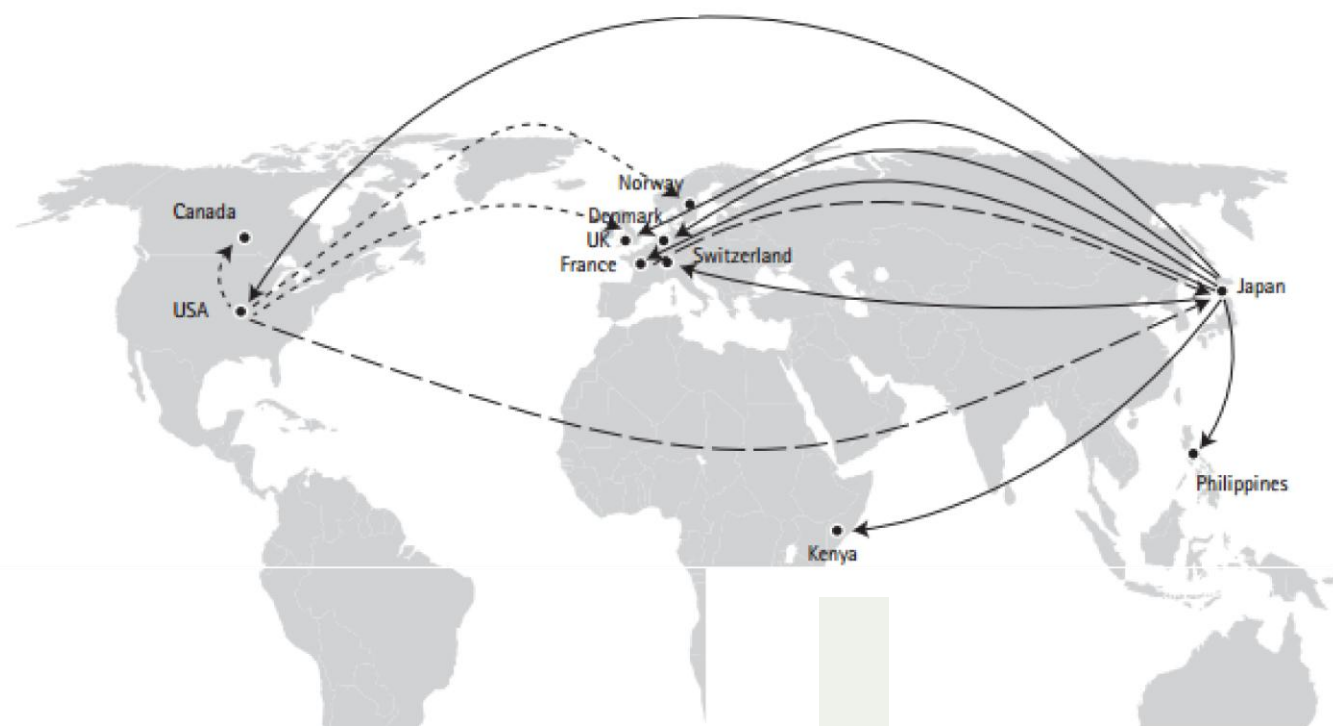 Norway
Canada
Denmark
UK
France
Switzerland
Japan
USA
Philippines
Kenya